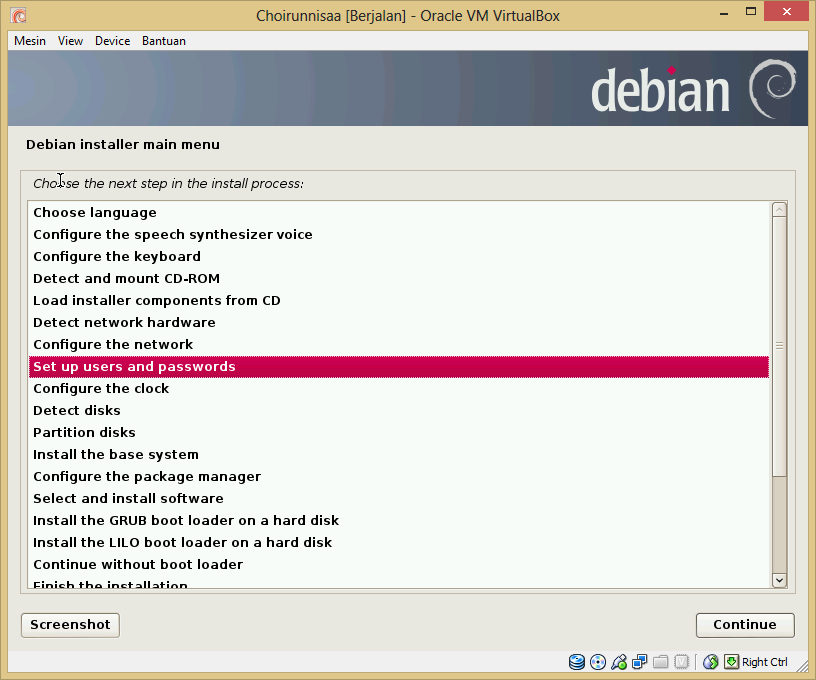 Choirunnisaa [Berjalan] - Oracle VM VirtualBox
Mesin View Device Bantuan
debian
Debian installer main menu
Choose the next step in the install process:
Choose language
Configure the speech synthesizer voice
Configure the keyboard
Detect and mount CD-ROM
Load installer components from CD
Detect network hardware
Configure the network
Set up users and passwords
Configure the clock
Detect disks
Partition disks
Install the base system
Configure the package manager
Select and install software
Install the GRUB boot loader on a hard disk
Install the LILO boot loader on a hard disk
Continue without boot loader
Finish the installation
Screenshot Continue
Right Ctrl